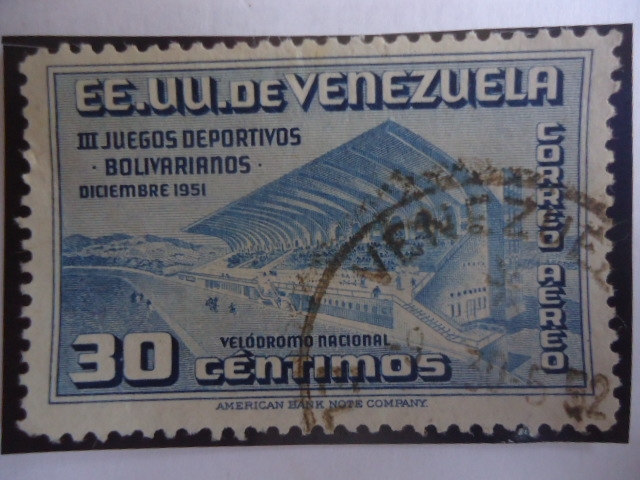 EE.UU.DE VENEZUELA
III JUEGOS DEPORTIVOS
· BOLIVARIANOS ·
DICIEMBRE 1951
CORREO AEREO
VELÓDROMO NACIONAL
30 CÉNTIMOS
AMERICAN BANK NOTE COMPANY.
VENEZUEL